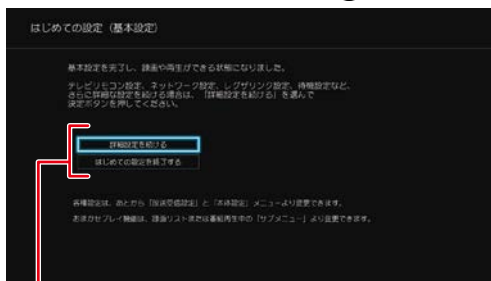 はじめての設定（基本設定）
基本設定を完了し、録画や再生ができる状態になりました。
テレビリモコン設定、ネットワーク設定、レグザリンク設定、待機設定など、
さらに詳細な設定を続ける場合は、「詳細設定を続ける」を選んで
決定ボタンを押してください。
詳細設定を続ける
はじめての設定を終了する
各種設定は、あとから「放送受信設定」と「本体設定」メニューより変更できます。
おまかせプレイ機能は、録画リストまたは番組再生中の「サブメニュー」より変更できます。